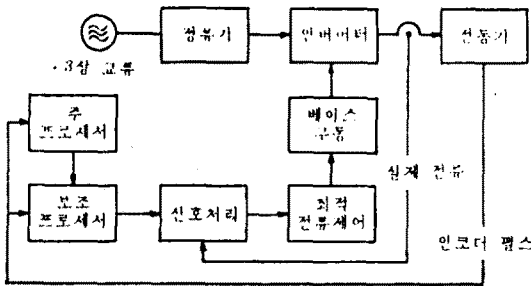 정류기
인버어터
전동기
3상 교류
주
프로세서
베이스
구동
실제 전류
보조
프로세서
신호처리
최적
전류제어
인코더 펄스